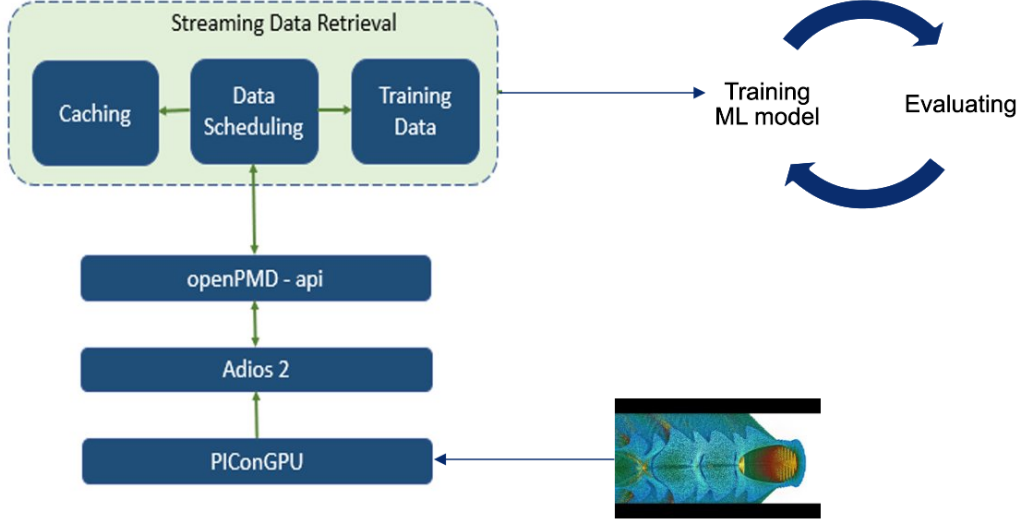 Streaming Data Retrieval
Caching
Data
Scheduling
Training
Data
Training
ML model
Evaluating
openPMD - api
Adios 2
PIConGPU